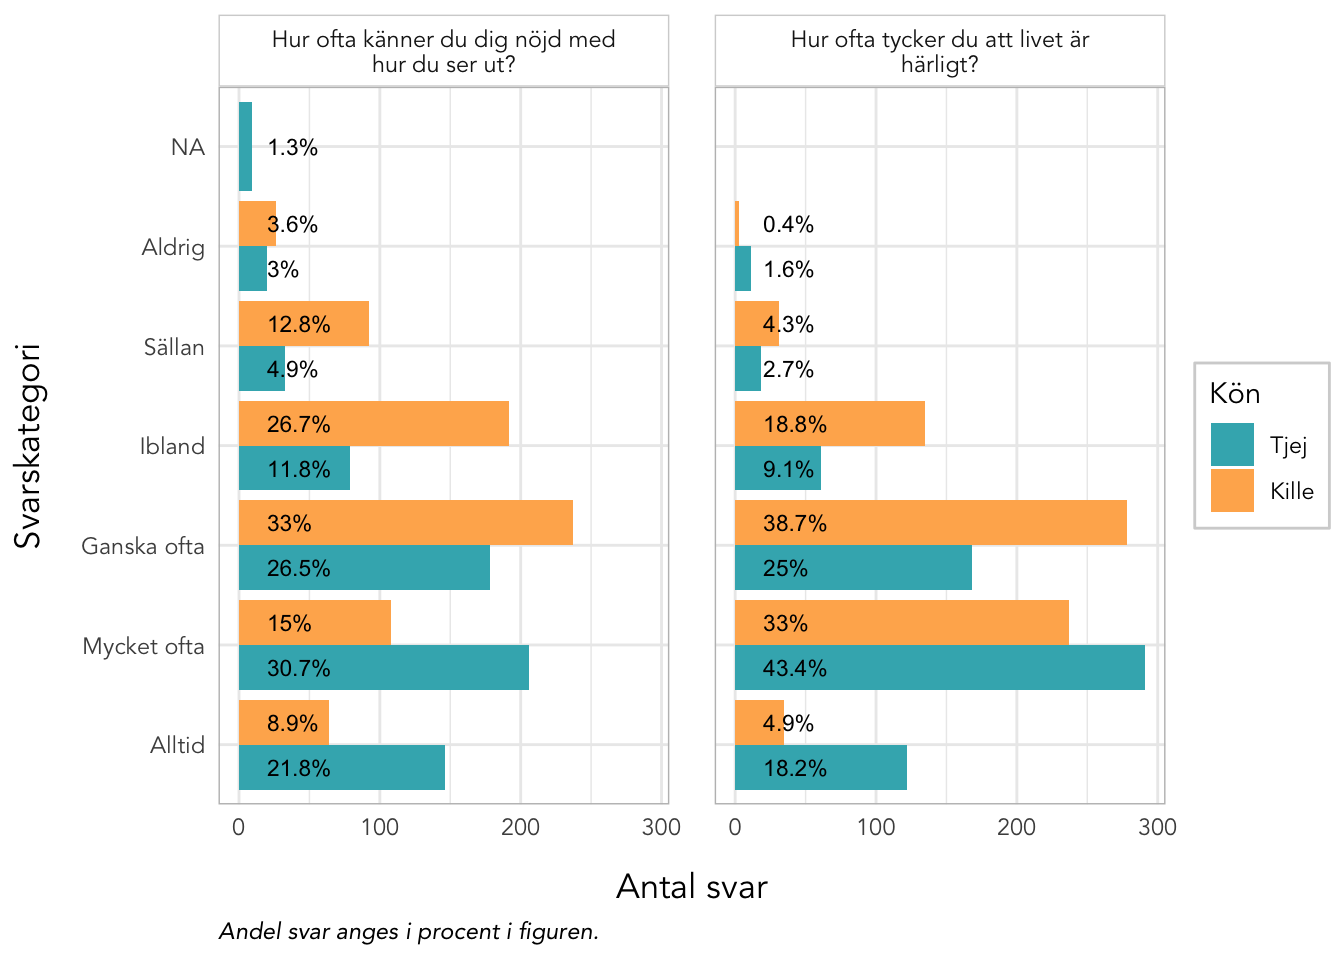 Hur ofta känner du dig nöjd med
hur du ser ut?
Hur ofta tycker du att livet är
härligt?
Svarskategori
NA
1.3%
Aldrig
3.6%
3%
0.4%
1.6%
Sällan
12.8%
4.9%
4.3%
2.7%
Ibland
26.7%
11.8%
18.8%
9.1%
Ganska ofta
33%
26.5%
38.7%
25%
Mycket ofta
15%
30.7%
33%
43.4%
Alltid
8.9%
21.8%
4.9%
18.2%
0 100 200 300
0 100 200 300
Antal svar
Andel svar anges i procent i figuren.
Kön
Tjej
Kille